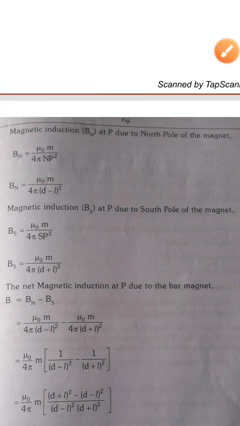 Scanned by TapScan
Fig
Magnetic induction (B_N) at P due to North Pole of the magnet.
B_N = μ₀ m / 4π NP²
B_N = μ₀ m / 4π (d − l)²
Magnetic induction (B_S) at P due to South Pole of the magnet.
B_S = μ₀ m / 4π SP²
B_S = μ₀ m / 4π (d + l)²
The net Magnetic induction at P due to the bar magnet.
B = B_N − B_S
= μ₀ m / 4π (d − l)² − μ₀ m / 4π (d + l)²
= μ₀ / 4π m [ 1 / (d − l)² − 1 / (d + l)² ]
= μ₀ / 4π m [ (d + l)² − (d − l)² / (d − l)² (d + l)² ]